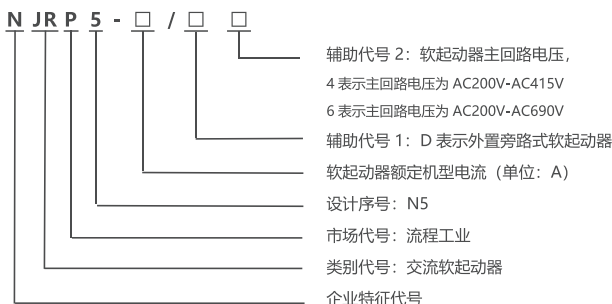 N JR P 5 - □ / □ □
辅助代号 2：软起动器主回路电压，
4 表示主回路电压为 AC200V-AC415V
6 表示主回路电压为 AC200V-AC690V
辅助代号 1：D 表示外置旁路式软起动器
软起动器额定机型电流（单位：A）
设计序号：N5
市场代号：流程工业
类别代号：交流软起动器
企业特征代号